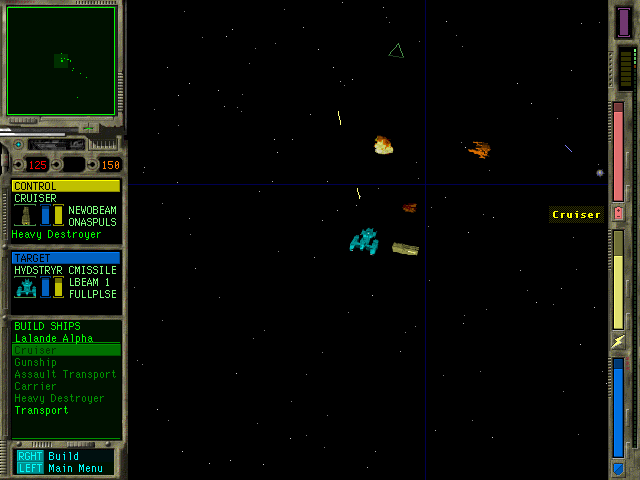 125 150
CONTROL
CRUISER
NEWOBEAM
ONASPULS
Heavy Destroyer
TARGET
HYDSTRYR CMISSILE
LBEAM 1
FULLPLSE
BUILD SHIPS
Lalande Alpha
Cruiser
Gunship
Assault Transport
Carrier
Heavy Destroyer
Transport
RGHT Build
LEFT Main Menu
Cruiser